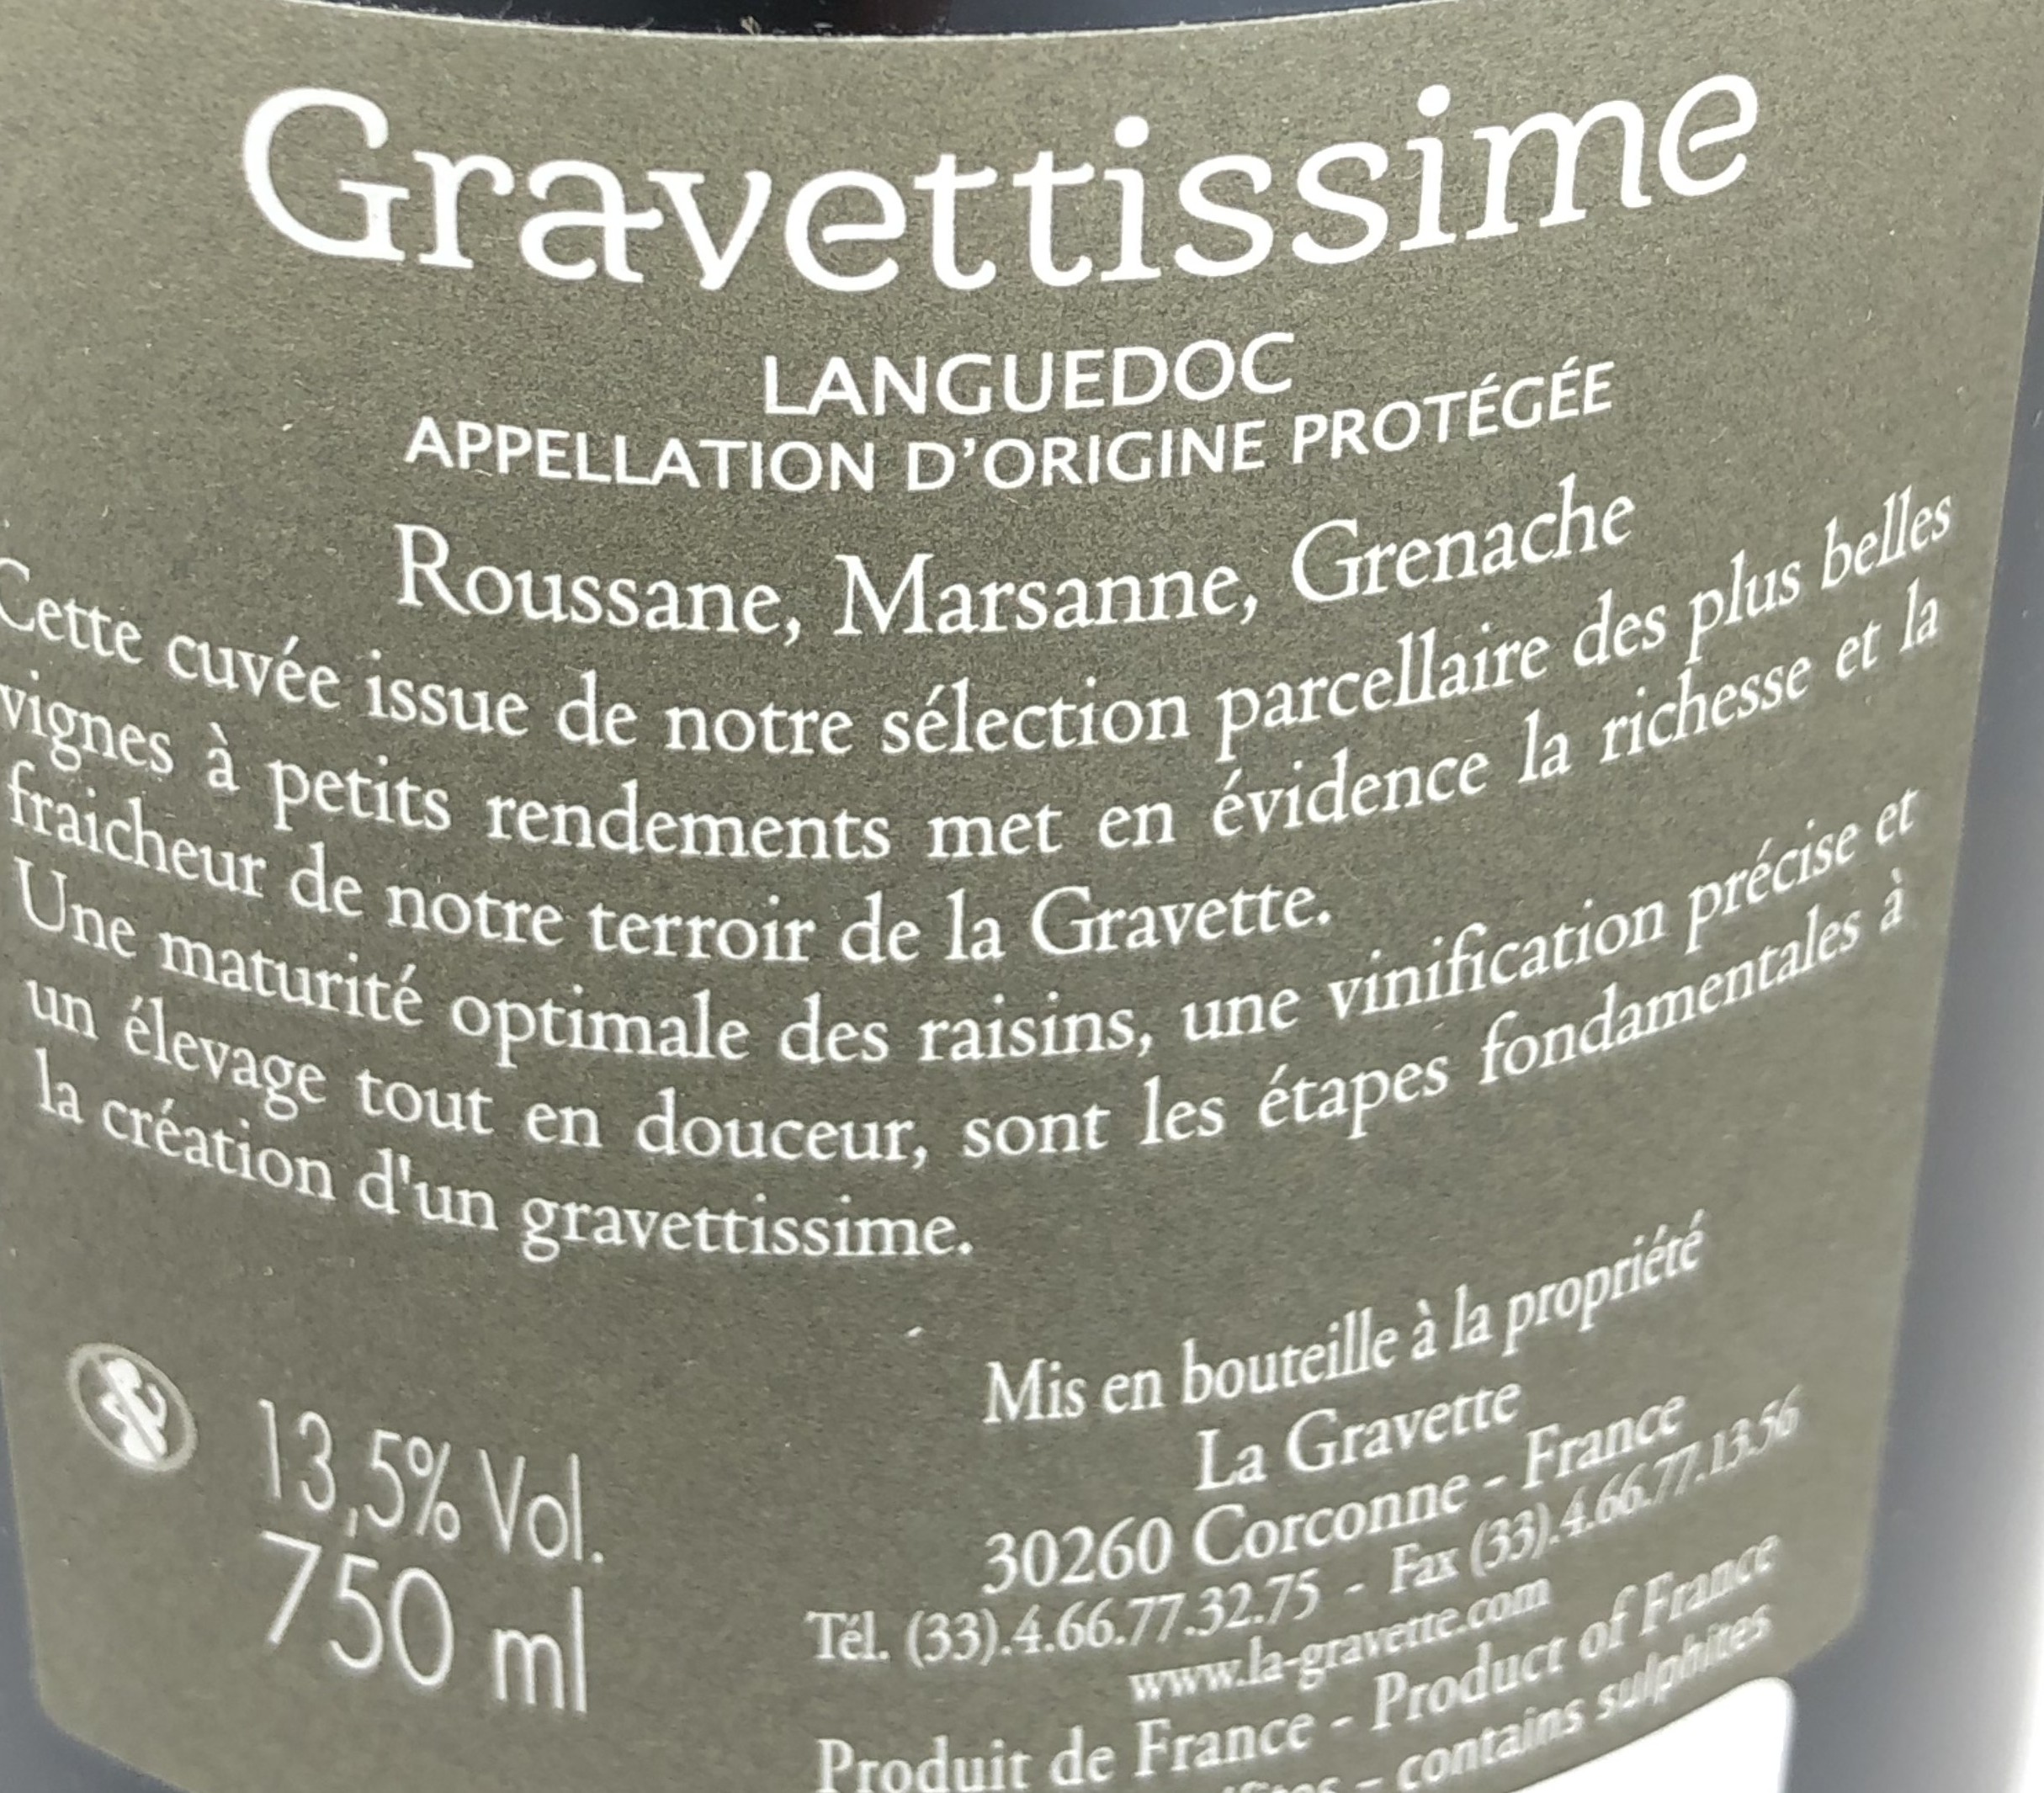 Gravettissime
LANGUEDOC
APPELLATION D'ORIGINE PROTÉGÉE
Roussane, Marsanne, Grenache
Cette cuvée issue de notre sélection parcellaire des plus belles
vignes à petits rendements met en évidence la richesse et la
fraicheur de notre terroir de la Gravette.
Une maturité optimale des raisins, une vinification précise et
un élevage tout en douceur, sont les étapes fondamentales à
la création d'un gravettissime.
13,5% Vol.
750 ml
Mis en bouteille à la propriété
La Gravette
30260 Corconne - France
Tél. (33).4.66.77.32.75 - Fax (33).4.66.77.13.56
www.la-gravette.com
Produit de France - Product of France
- contains sulphites